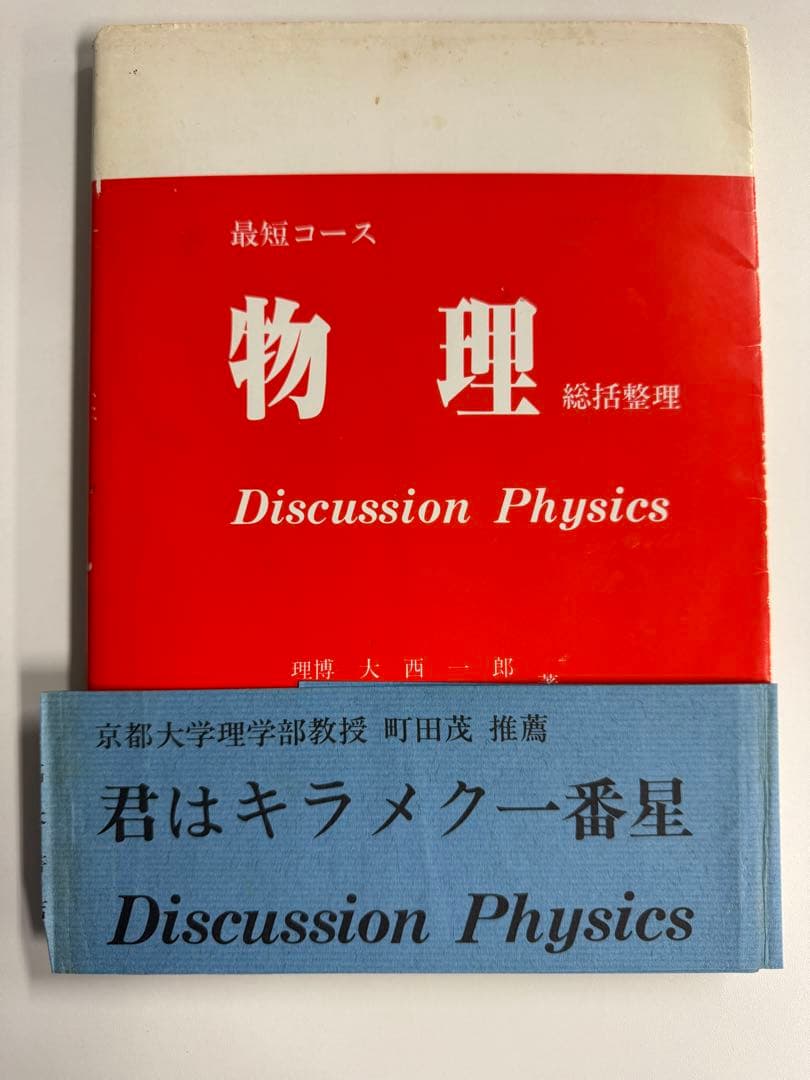 最短コース
物理 総括整理
Discussion Physics
理博 大西一郎
京都大学理学部教授 町田茂 推薦
君はキラメク一番星
Discussion Physics